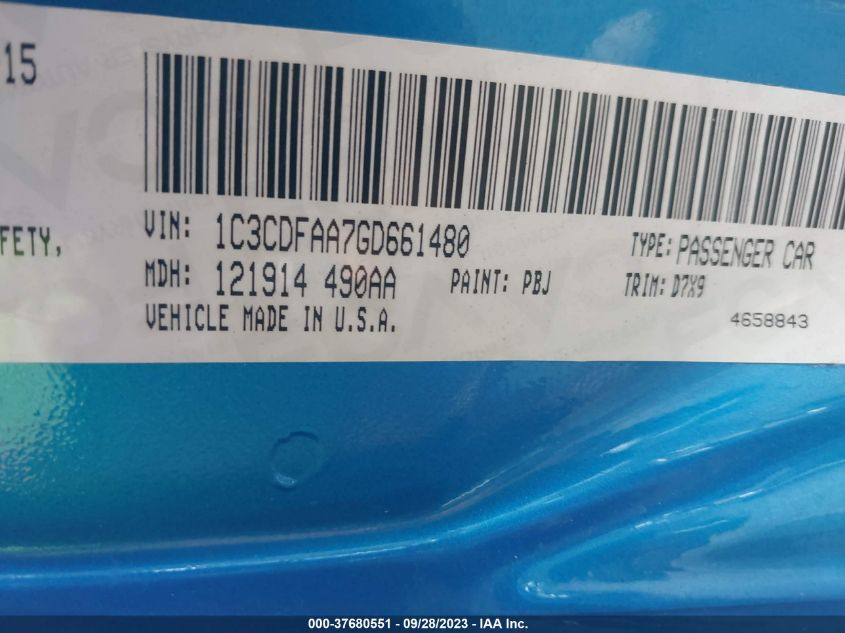 15
VIN: 1C3CDFAA7GD661480
TYPE: PASSENGER CAR
FETY,
MDH: 121914 490AA
PAINT: PBJ
TRIM: D7X9
VEHICLE MADE IN U.S.A.
4658843
000-37680551 | 09/28/2023 - IAA Inc.